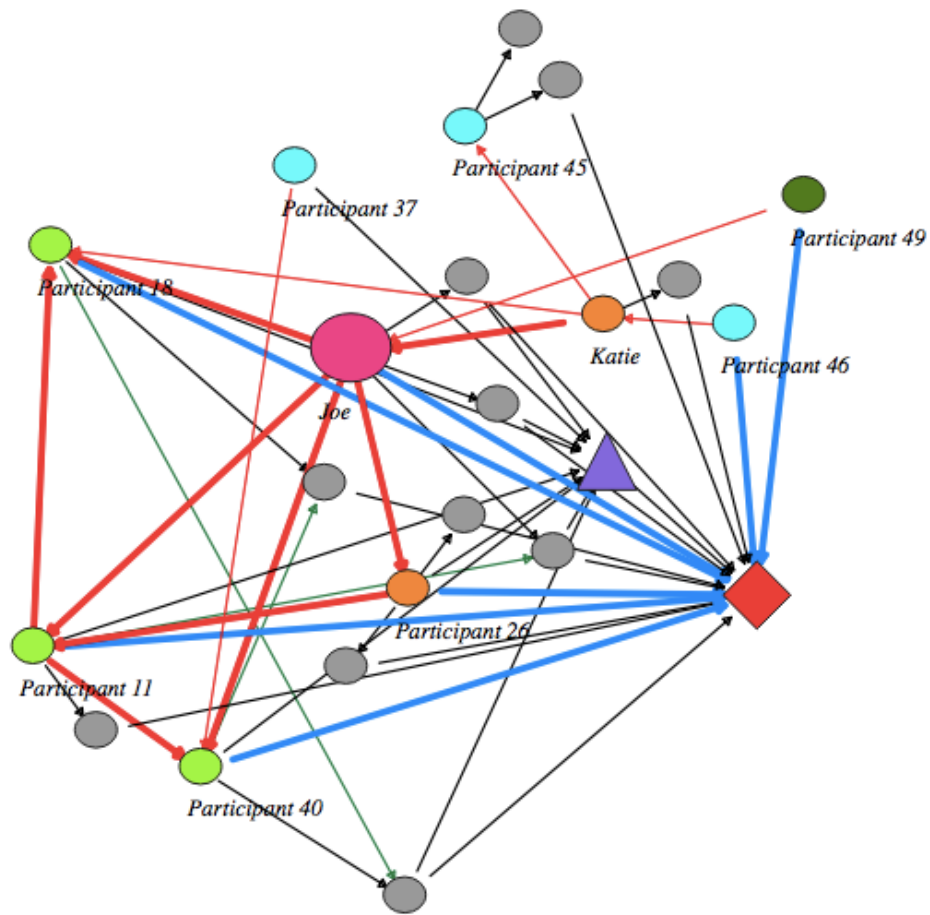 Participant 45
Participant 37
Participant 49
Participant 18
Katie
Particpant 46
Joe
Participant 26
Participant 11
Participant 40